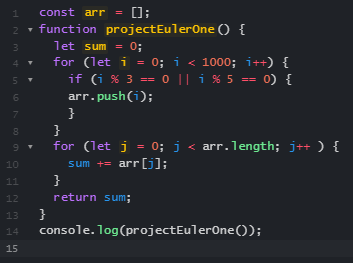 1 const arr = [];
2 function projectEulerOne() {
3 let sum = 0;
4 for (let i = 0; i < 1000; i++) {
5 if (i % 3 == 0 || i % 5 == 0) {
6 arr.push(i);
7 }
8 }
9 for (let j = 0; j < arr.length; j++ ) {
10 sum += arr[j];
11 }
12 return sum;
13 }
14 console.log(projectEulerOne());
15